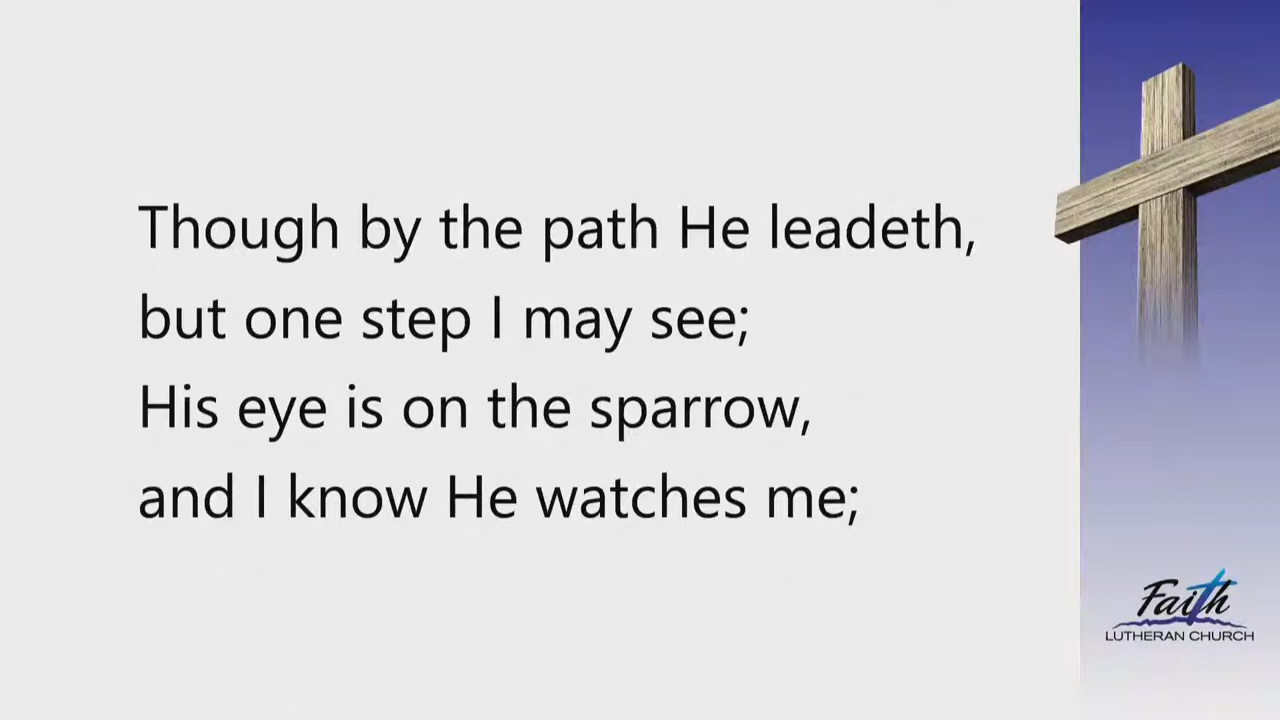 Though by the path He leadeth,
but one step I may see;
His eye is on the sparrow,
and I know He watches me;
Faith
LUTHERAN CHURCH